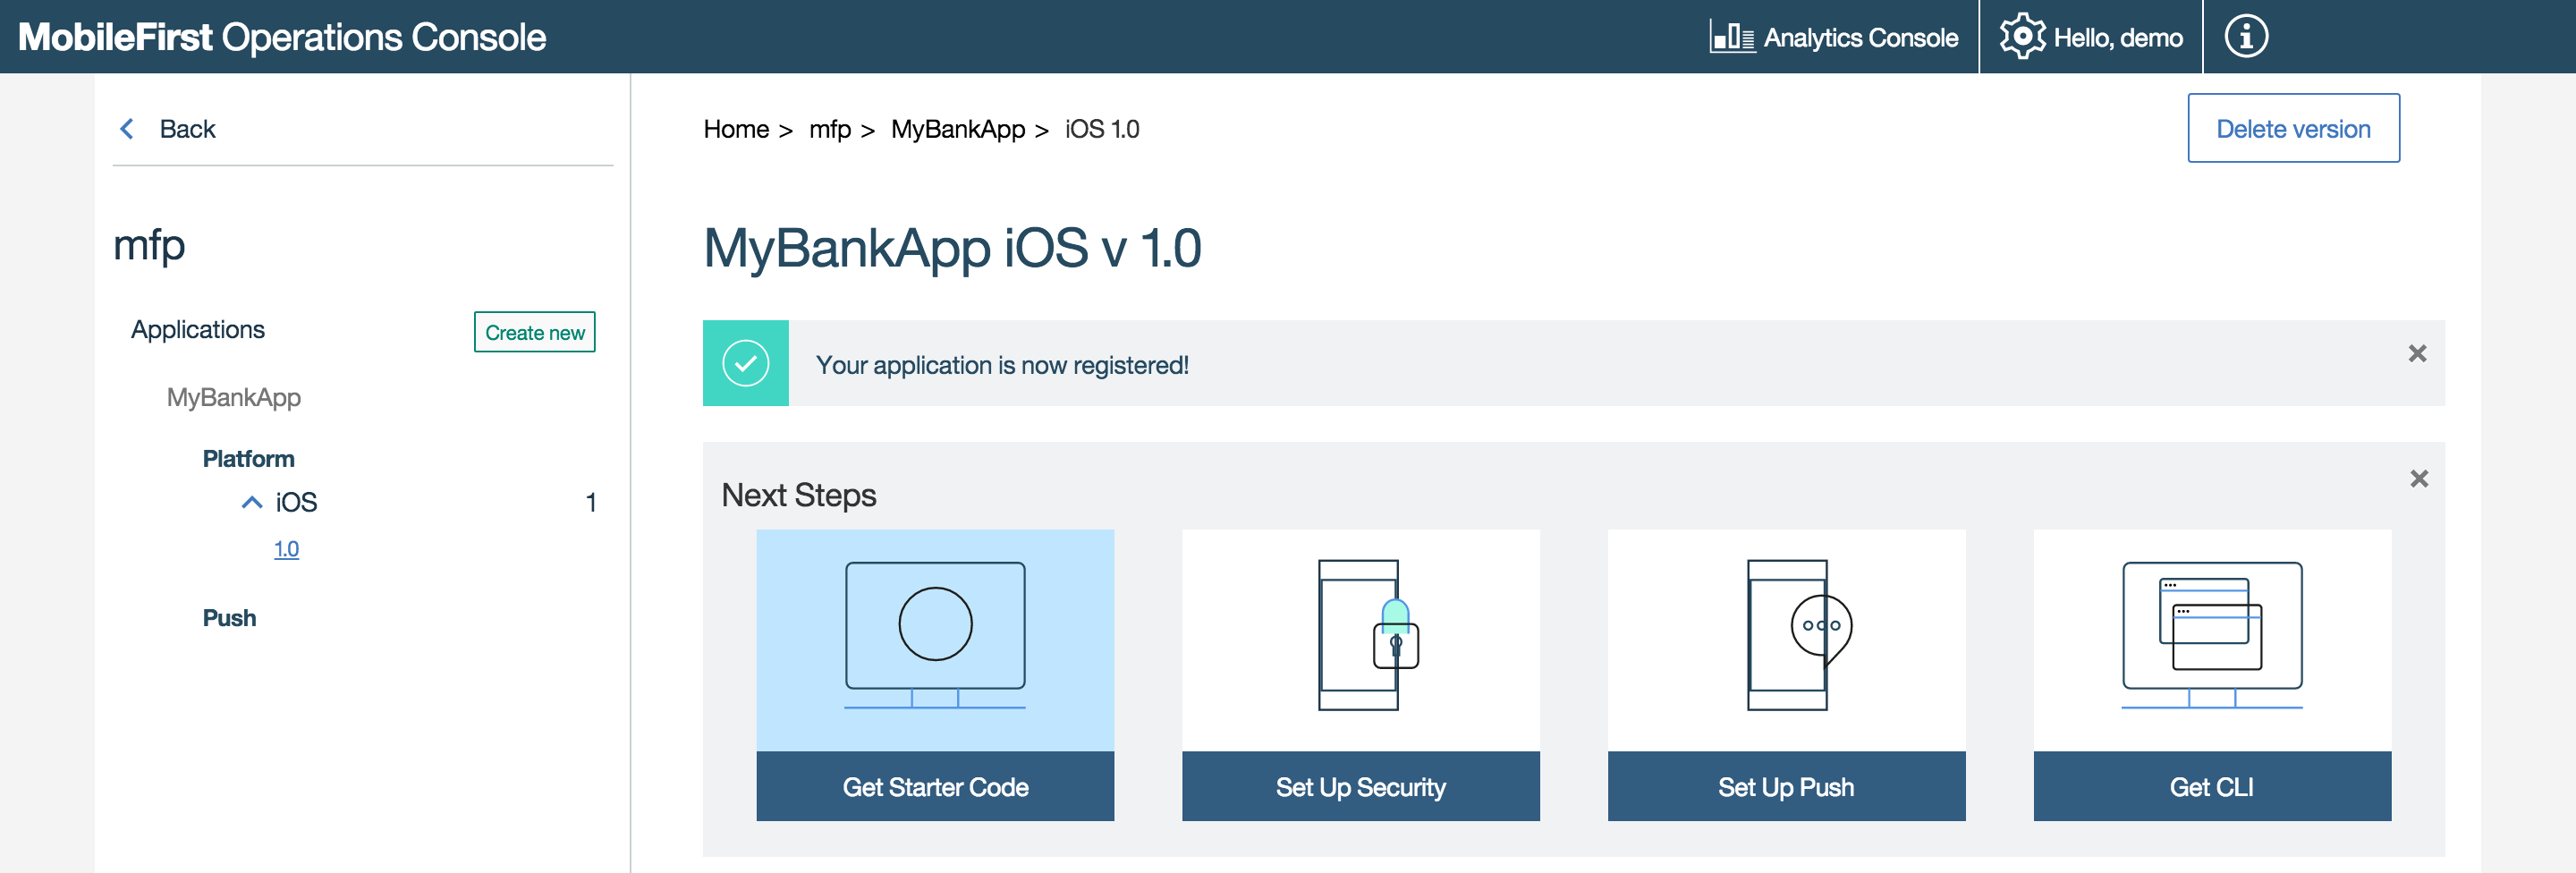 MobileFirst Operations Console
Analytics Console
Hello, demo
Back
mfp
Applications
Create new
MyBankApp
Platform
iOS 1
1.0
Push
Home > mfp > MyBankApp > iOS 1.0
Delete version
MyBankApp iOS v 1.0
Your application is now registered!
Next Steps
Get Starter Code
Set Up Security
Set Up Push
Get CLI